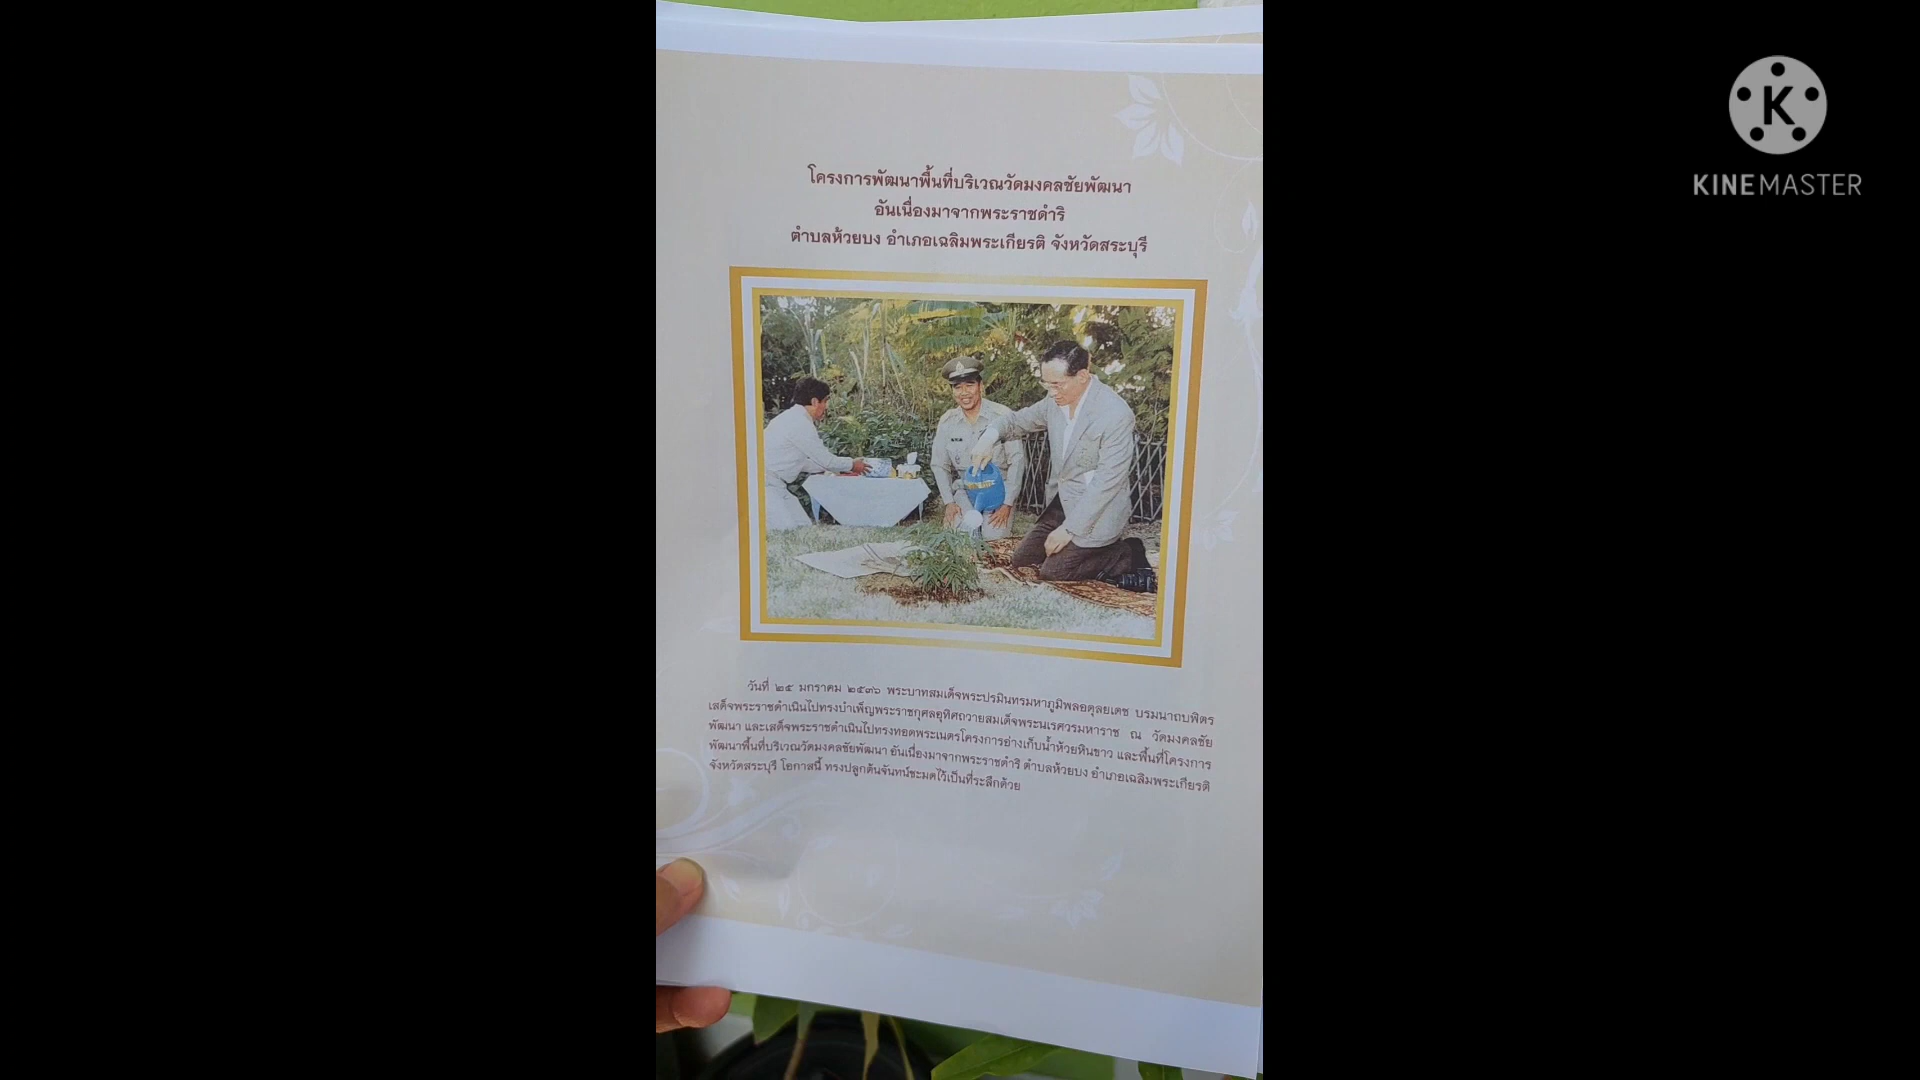 โครงการพัฒนาพื้นที่บริเวณวัดมงคลชัยพัฒนา
อันเนื่องมาจากพระราชดำริ
ตำบลห้วยบง อำเภอเฉลิมพระเกียรติ จังหวัดสระบุรี
วันที่ ๒๕ มกราคม ๒๕๓๖ พระบาทสมเด็จพระปรมินทรมหาภูมิพลอดุลยเดช บรมนาถบพิตร
เสด็จพระราชดำเนินไปทรงบำเพ็ญพระราชกุศลอุทิศถวายสมเด็จพระนเรศวรมหาราช ณ วัดมงคลชัย
พัฒนา และเสด็จพระราชดำเนินไปทรงทอดพระเนตรโครงการอ่างเก็บน้ำห้วยหินขาว และพื้นที่โครงการ
พัฒนาพื้นที่บริเวณวัดมงคลชัยพัฒนา อันเนื่องมาจากพระราชดำริ ตำบลห้วยบง อำเภอเฉลิมพระเกียรติ
จังหวัดสระบุรี โอกาสนี้ ทรงปลูกต้นจันทน์ชะมดไว้เป็นที่ระลึกด้วย
K
KINEMASTER